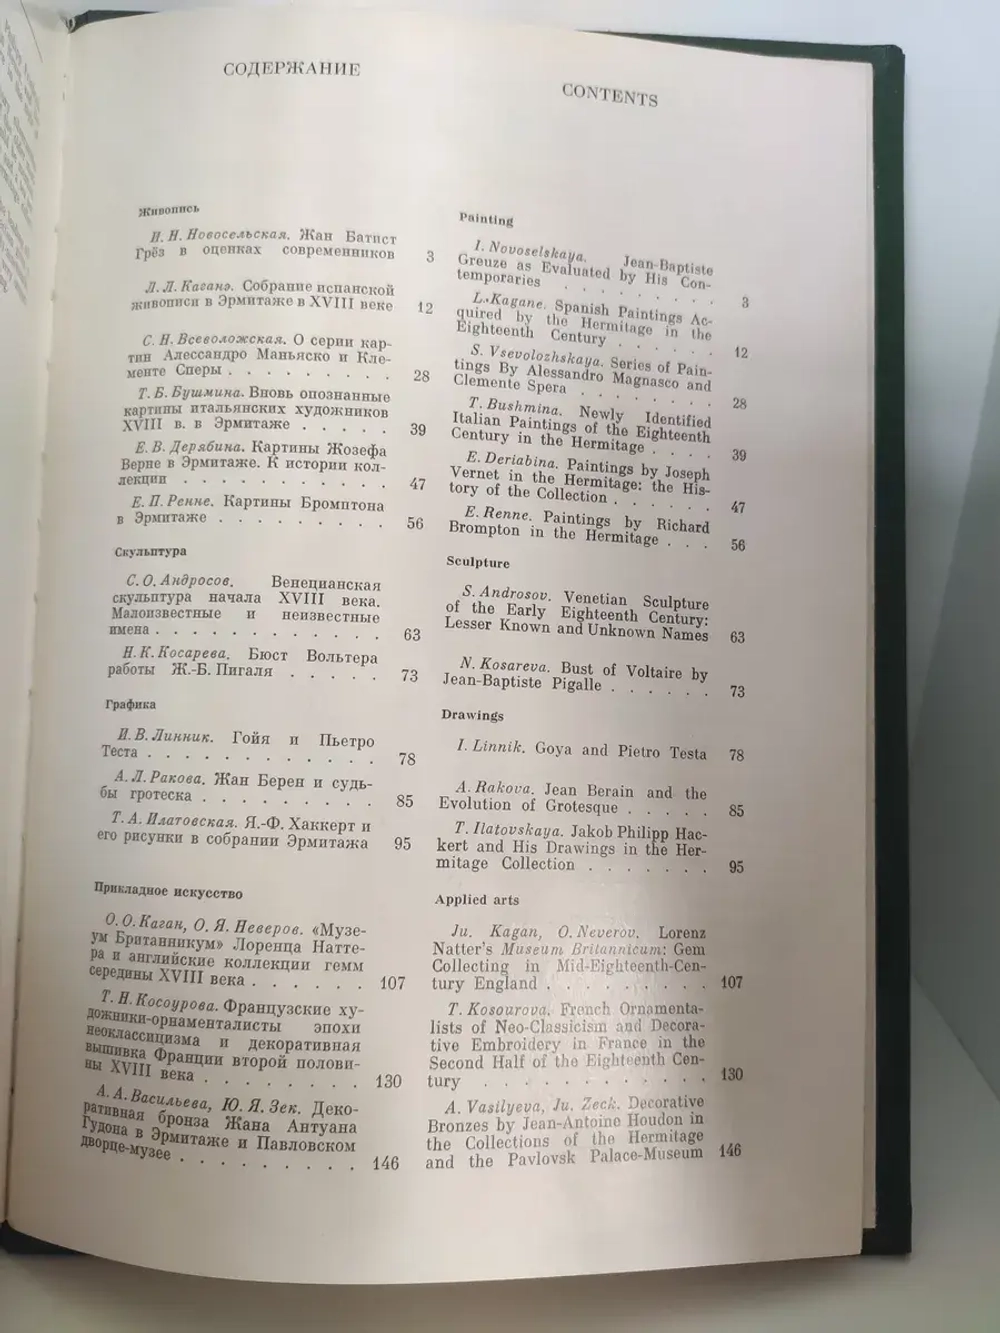 СОДЕРЖАНИЕ
Живопись
И. Н. Новосельская. Жан Батист
Грёз в оценках современников 3
Л. Л. Каганэ. Собрание испанской
живописи в Эрмитаже в XVIII веке 12
С. Н. Всеволожская. О серии кар-
тин Алессандро Маньяско и Кле-
менте Сперы . . . . . . . . . 28
Т. Б. Бушмина. Вновь опознанные
картины итальянских художников
XVIII в. в Эрмитаже . . . . . 39
Е. В. Дерябина. Картины Жозефа
Верне в Эрмитаже. К истории кол-
лекции . . . . . . . . . . . 47
Е. П. Ренне. Картины Бромптона
в Эрмитаже . . . . . . . . . 56
Скульптура
С. О. Андросов. Венецианская
скульптура начала XVIII века.
Малоизвестные и неизвестные
имена . . . . . . . . . . . . 63
Н. К. Косарева. Бюст Вольтера
работы Ж.-Б. Пигаля . . . . . 73
Графика
И. В. Линник. Гойя и Пьетро
Теста . . . . . . . . . . . . 78
А. Л. Ракова. Жан Берен и судь-
бы гротеска . . . . . . . . . 85
Т. А. Илатовская. Я.-Ф. Хаккерт и
его рисунки в собрании Эрмитажа 95
Прикладное искусство
О. О. Каган, О. Я. Неверов. «Музе-
ум Британникум» Лоренца Натте-
ра и английские коллекции гемм
середины XVIII века . . . . . . 107
Т. Н. Косоурова. Французские ху-
дожники-орнаменталисты эпохи
неоклассицизма и декоративная
вышивка Франции второй полови-
ны XVIII века . . . . . . . . 130
А. А. Васильева, Ю. Я. Зек. Деко-
ративная бронза Жана Антуана
Гудона в Эрмитаже и Павловском
дворце-музее . . . . . . . . . 146
CONTENTS
Painting
I. Novoselskaya. Jean-Baptiste
Greuze as Evaluated by His Con-
temporaries . . . . . . . . . 3
L. Kagane. Spanish Paintings Ac-
quired by the Hermitage in the
Eighteenth Century . . . . . . 12
S. Vsevolozhskaya. Series of Pain-
tings By Alessandro Magnasco and
Clemente Spera . . . . . . . . 28
T. Bushmina. Newly Identified
Italian Paintings of the Eighteenth
Century in the Hermitage . . . . 39
E. Deriabina. Paintings by Joseph
Vernet in the Hermitage: the His-
tory of the Collection . . . . . . 47
E. Renne. Paintings by Richard
Brompton in the Hermitage . . . 56
Sculpture
S. Androsov. Venetian Sculpture
of the Early Eighteenth Century:
Lesser Known and Unknown Names 63
N. Kosareva. Bust of Voltaire by
Jean-Baptiste Pigalle . . . . . . 73
Drawings
I. Linnik. Goya and Pietro Testa 78
A. Rakova. Jean Berain and the
Evolution of Grotesque . . . . . 85
T. Ilatovskaya. Jakob Philipp Hac-
kert and His Drawings in the Her-
mitage Collection . . . . . . . 95
Applied arts
Ju. Kagan, O. Neverov. Lorenz
Natter's Museum Britannicum: Gem
Collecting in Mid-Eighteenth-Cen-
tury England . . . . . . . . 107
T. Kosourova. French Ornamenta-
lists of Neo-Classicism and Decora-
tive Embroidery in France in the
Second Half of the Eighteenth Cen-
tury . . . . . . . . . . . . 130
A. Vasilyeva, Ju. Zeck. Decorative
Bronzes by Jean-Antoine Houdon in
the Collections of the Hermitage
and the Pavlovsk Palace-Museum 146